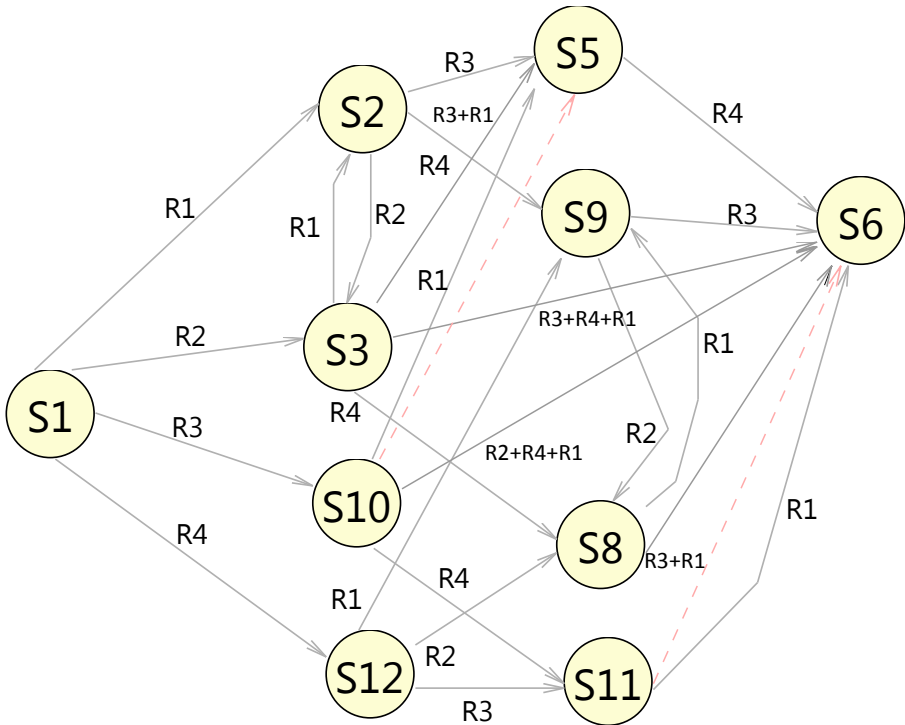 S5
R3
S2
R3+R1
R4
R4
S9
R1
R3
S6
R1
R2
R1
R3+R4+R1
R2
S3
R1
S1
R4
R3
R2
R2+R4+R1
S10
R1
R4
S8
R3+R1
R4
R1
R2
S12
S11
R3